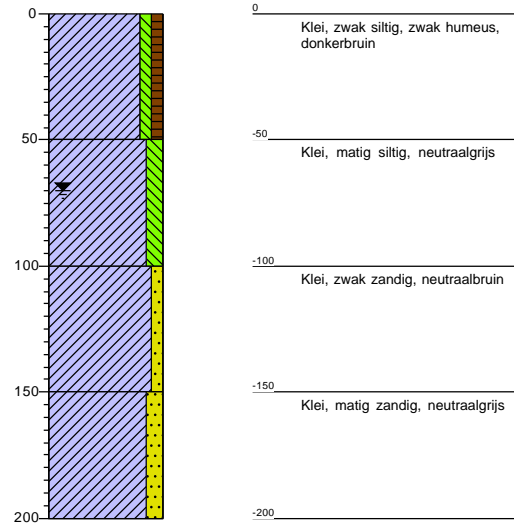 0
50
100
150
200
0
Klei, zwak siltig, zwak humeus,
donkerbruin
-50
Klei, matig siltig, neutraalgrijs
-100
Klei, zwak zandig, neutraalbruin
-150
Klei, matig zandig, neutraalgrijs
-200